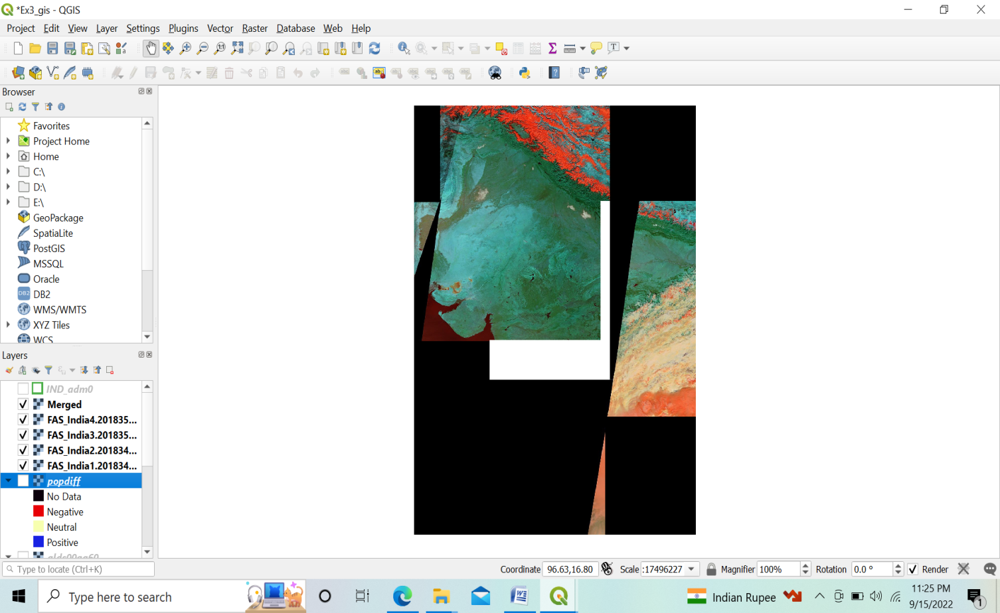 *Ex3_gis - QGIS
Project Edit View Layer Settings Plugins Vector Raster Database Web Help
Browser
Favorites
Project Home
Home
C:\
D:\
E:\
GeoPackage
SpatiaLite
PostGIS
MSSQL
Oracle
DB2
WMS/WMTS
XYZ Tiles
WCS
Layers
IND_adm0
Merged
FAS_India4.201835...
FAS_India3.201835...
FAS_India2.201834...
FAS_India1.201834...
popdiff
No Data
Negative
Neutral
Positive
Type to locate (Ctrl+K)
Coordinate 96.63,16.80 Scale :17496227 Magnifier 100% Rotation 0.0 ° Render
Type here to search
Indian Rupee
11:25 PM
9/15/2022
1